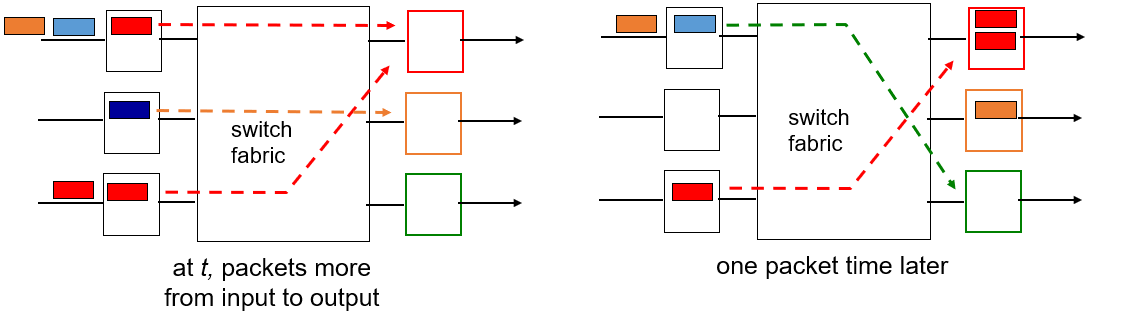 switch
fabric
at t, packets more
from input to output
switch
fabric
one packet time later